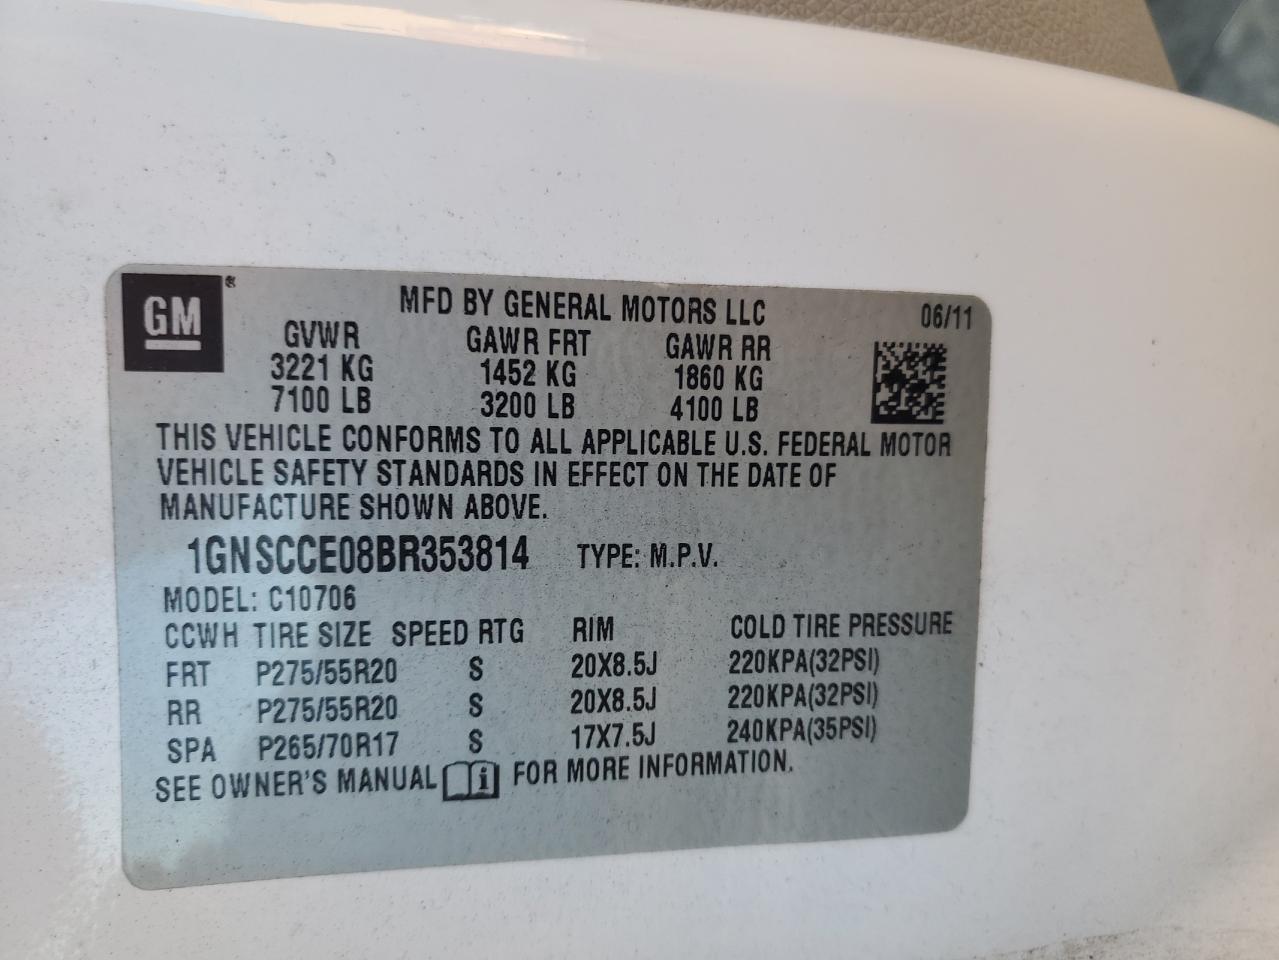 GM ®
MFD BY GENERAL MOTORS LLC 06/11
GVWR GAWR FRT GAWR RR
3221 KG 1452 KG 1860 KG
7100 LB 3200 LB 4100 LB
THIS VEHICLE CONFORMS TO ALL APPLICABLE U.S. FEDERAL MOTOR
VEHICLE SAFETY STANDARDS IN EFFECT ON THE DATE OF
MANUFACTURE SHOWN ABOVE.
1GNSCCE08BR353814 TYPE: M.P.V.
MODEL: C10706
CCWH TIRE SIZE SPEED RTG RIM COLD TIRE PRESSURE
FRT P275/55R20 S 20X8.5J 220KPA(32PSI)
RR P275/55R20 S 20X8.5J 220KPA(32PSI)
SPA P265/70R17 S 17X7.5J 240KPA(35PSI)
SEE OWNER'S MANUAL i FOR MORE INFORMATION.